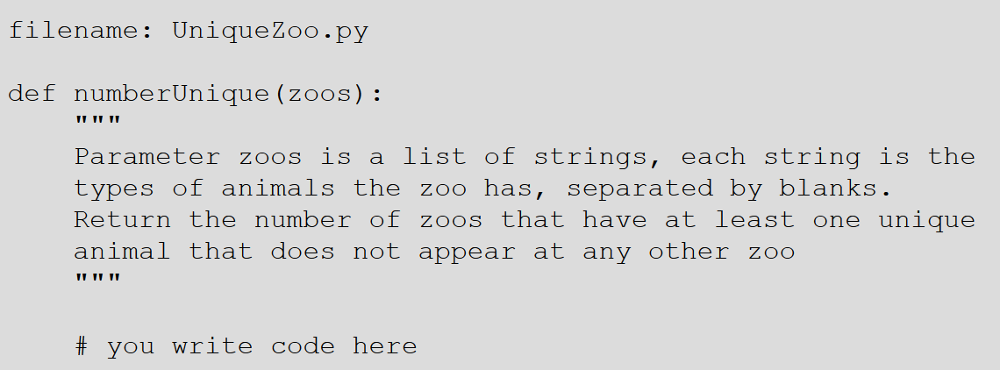 filename: UniqueZoo.py
def numberUnique(zoos):
"""
Parameter zoos is a list of strings, each string is the
types of animals the zoo has, separated by blanks.
Return the number of zoos that have at least one unique
animal that does not appear at any other zoo
"""
# you write code here